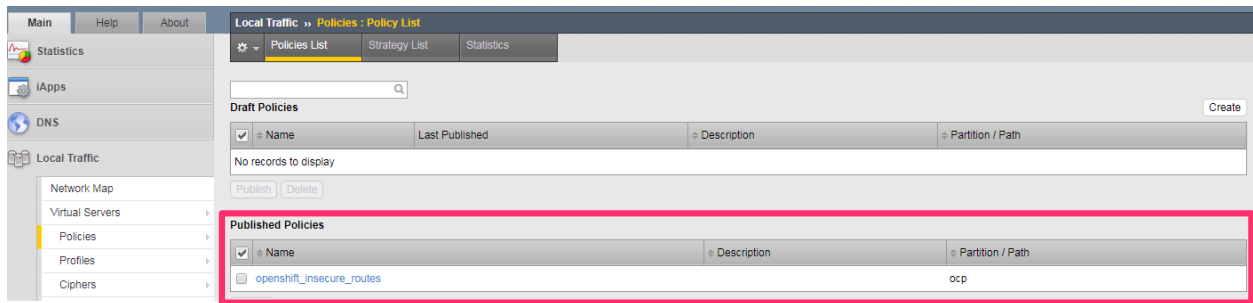 Main Help About
Local Traffic ›› Policies : Policy List
Statistics
Policies List Strategy List Statistics
iApps
DNS
Draft Policies
Create
Name Last Published Description Partition / Path
No records to display
Publish Delete
Local Traffic
Network Map
Virtual Servers
Policies
Profiles
Ciphers
Published Policies
Name Description Partition / Path
openshift_insecure_routes ocp